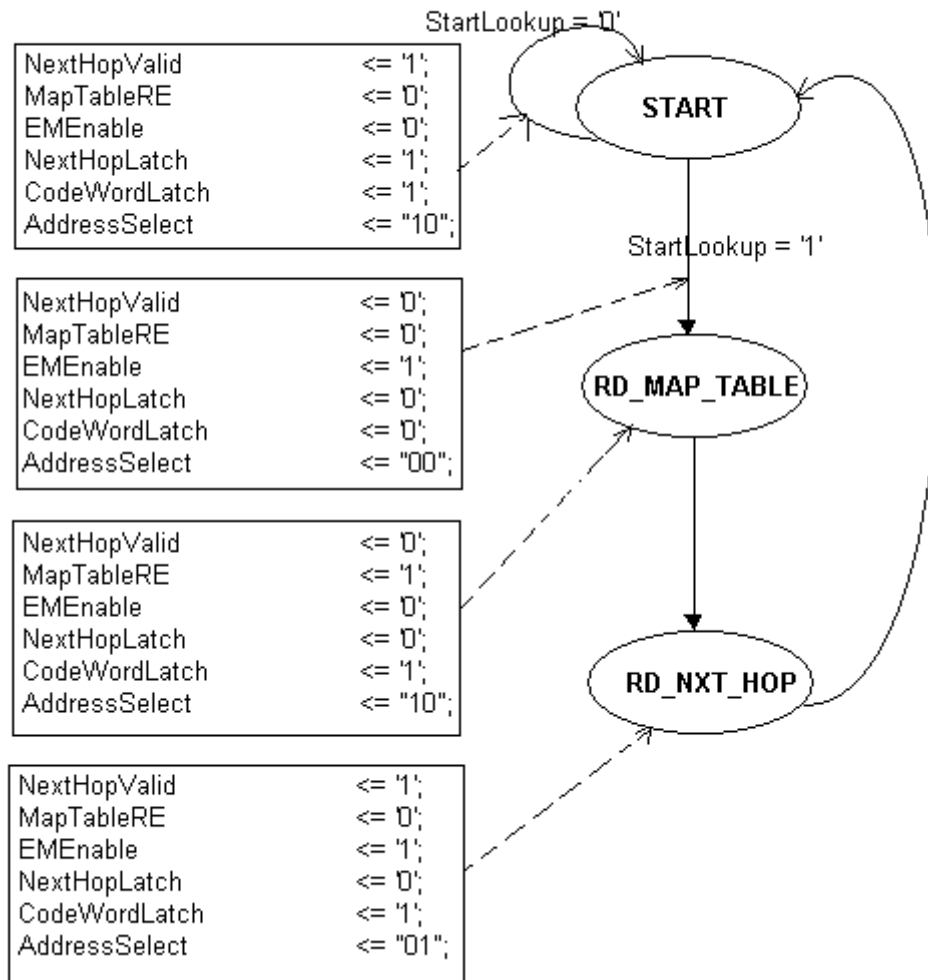 StartLookup = '0'
NextHopValid <= '1';
MapTableRE <= '0';
EMEnable <= '0';
NextHopLatch <= '1';
CodeWordLatch <= '1';
AddressSelect <= "10";
START
StartLookup = '1'
NextHopValid <= '0';
MapTableRE <= '0';
EMEnable <= '1';
NextHopLatch <= '0';
CodeWordLatch <= '0';
AddressSelect <= "00";
RD_MAP_TABLE
NextHopValid <= '0';
MapTableRE <= '1';
EMEnable <= '0';
NextHopLatch <= '0';
CodeWordLatch <= '1';
AddressSelect <= "10";
RD_NXT_HOP
NextHopValid <= '1';
MapTableRE <= '0';
EMEnable <= '1';
NextHopLatch <= '0';
CodeWordLatch <= '1';
AddressSelect <= "01";